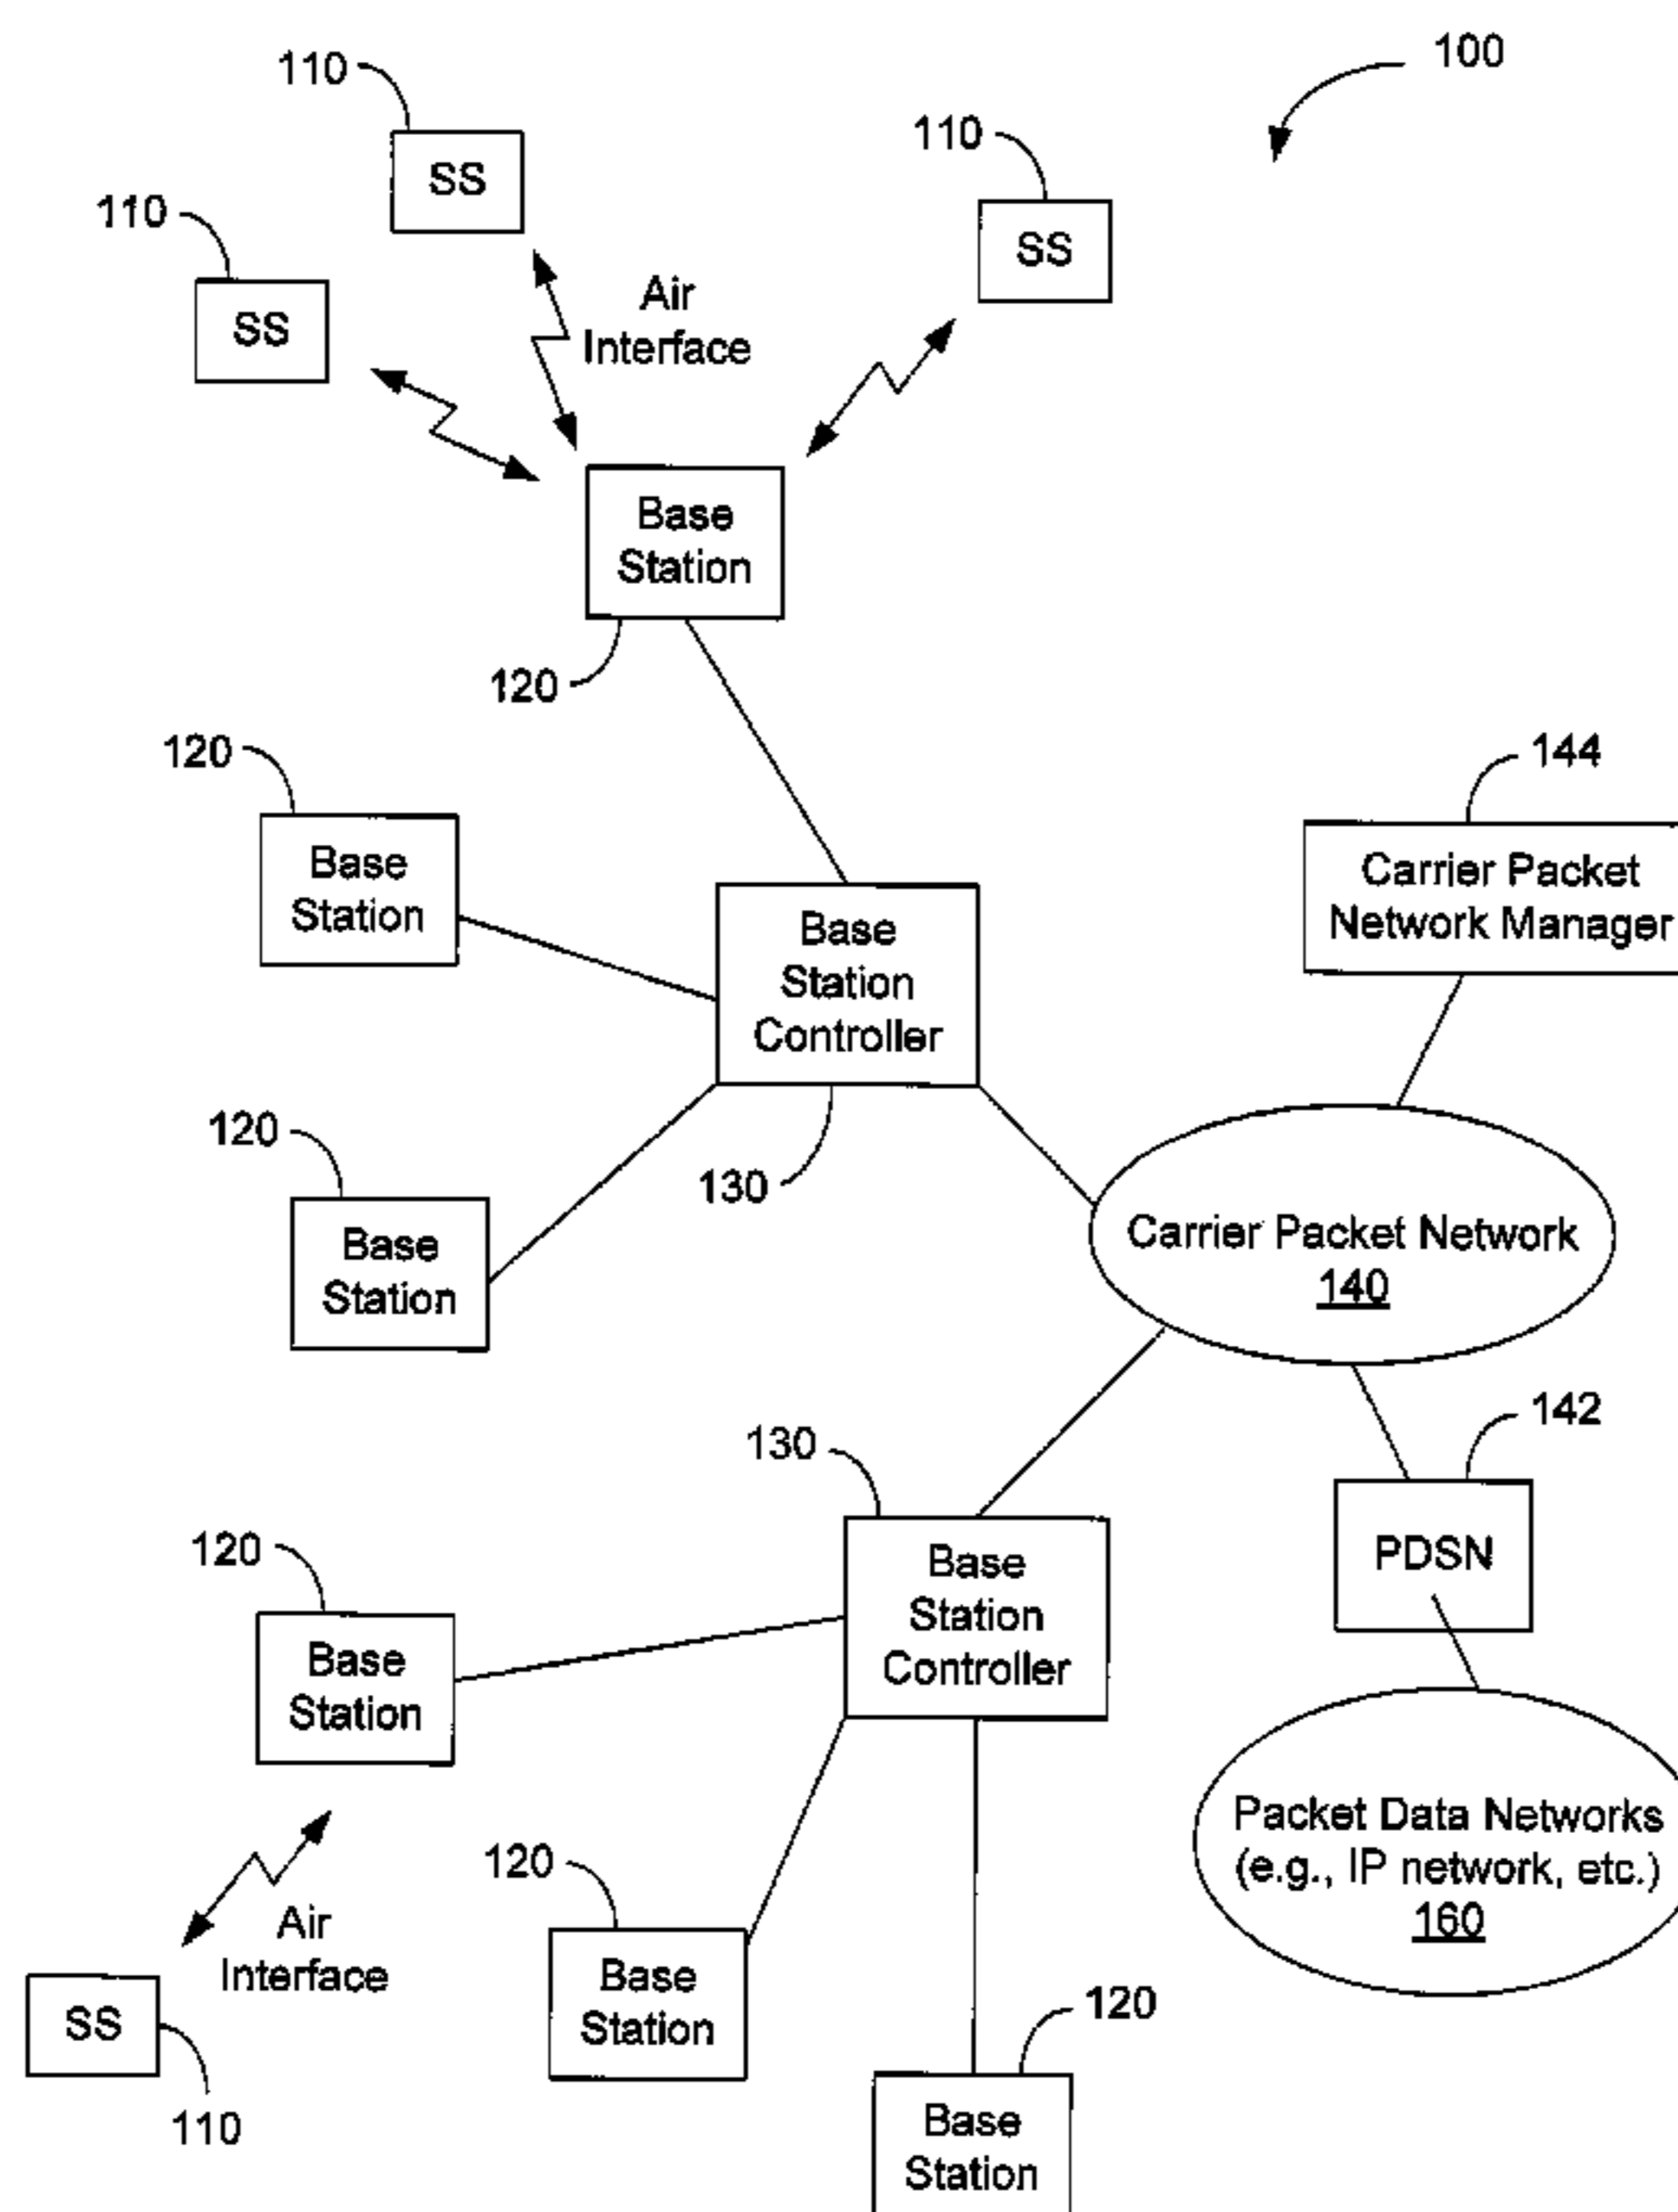 100
110
SS
110
SS
110
SS
Air
Interface
Base
Station
120
120
Base
Station
144
Carrier Packet
Network Manager
Base
Station
Controller
130
120
Base
Station
Carrier Packet Network
140
142
PDSN
130
Base
Station
Controller
120
Base
Station
Packet Data Networks
(e.g., IP network, etc.)
160
Air
Interface
SS
110
120
Base
Station
120
Base
Station